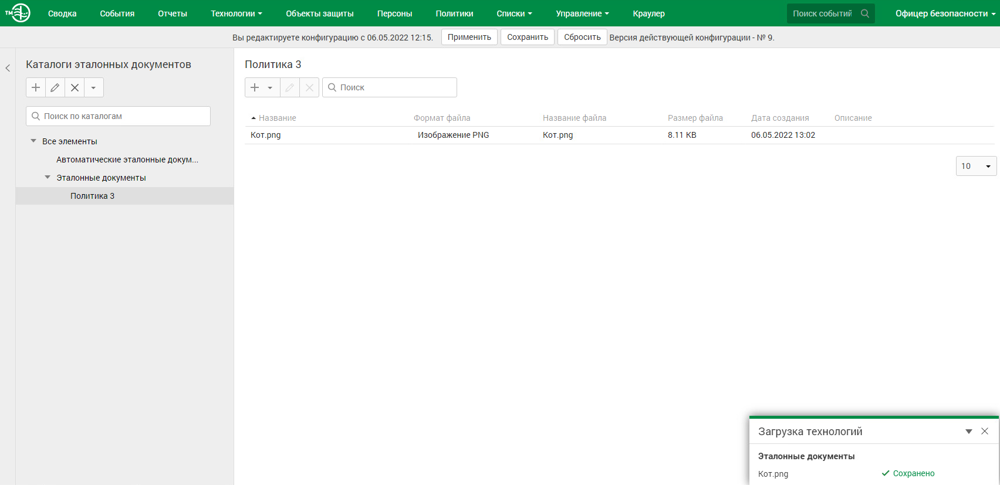 ТМ Сводка События Отчеты Технологии Объекты защиты Персоны Политики Списки Управление Краулер Поиск событий Офицер безопасности
Вы редактируете конфигурацию с 06.05.2022 12:15. Применить Сохранить Сбросить Версия действующей конфигурации - № 9.
Каталоги эталонных документов
Поиск по каталогам
Все элементы
Автоматические эталонные докум...
Эталонные документы
Политика 3
Политика 3
Поиск
Название Формат файла Название файла Размер файла Дата создания Описание
Кот.png Изображение PNG Кот.png 8.11 KB 06.05.2022 13:02
10
Загрузка технологий
Эталонные документы
Кот.png Сохранено